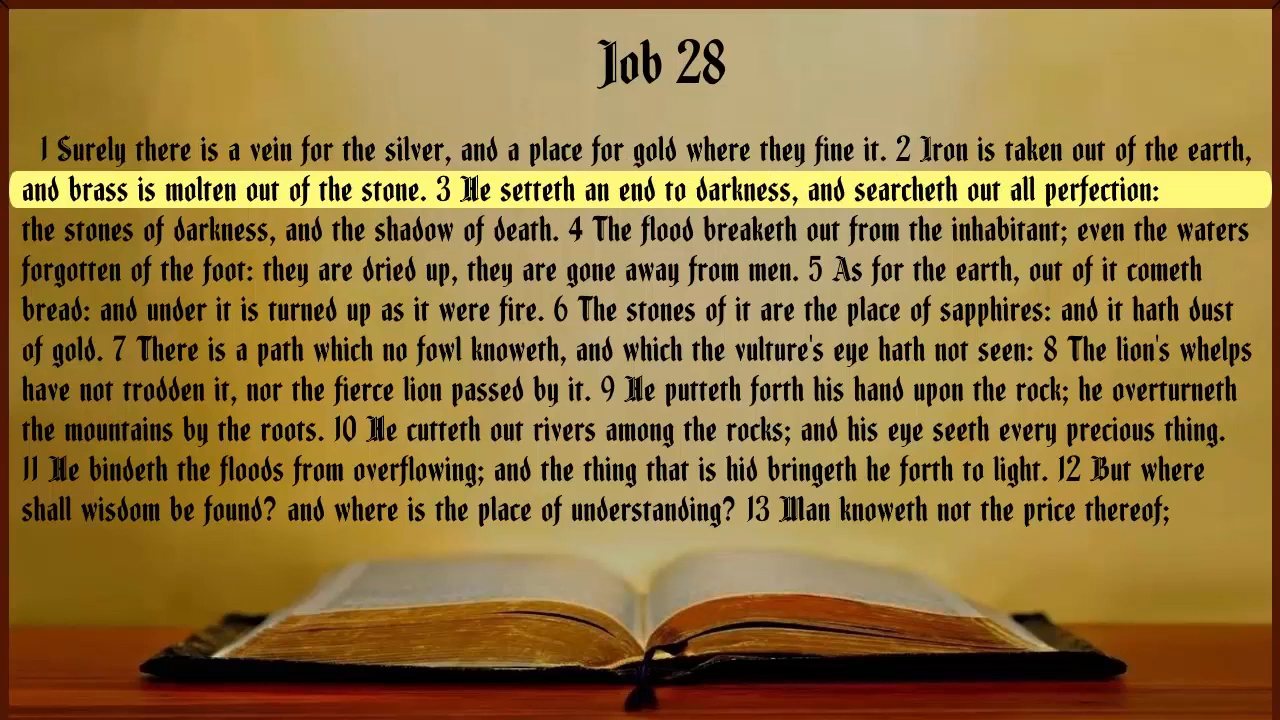 Job 28
1 Surely there is a vein for the silver, and a place for gold where they fine it. 2 Iron is taken out of the earth,
and brass is molten out of the stone. 3 He setteth an end to darkness, and searcheth out all perfection:
the stones of darkness, and the shadow of death. 4 The flood breaketh out from the inhabitant; even the waters
forgotten of the foot: they are dried up, they are gone away from men. 5 As for the earth, out of it cometh
bread: and under it is turned up as it were fire. 6 The stones of it are the place of sapphires: and it hath dust
of gold. 7 There is a path which no fowl knoweth, and which the vulture's eye hath not seen: 8 The lion's whelps
have not trodden it, nor the fierce lion passed by it. 9 He putteth forth his hand upon the rock; he overturneth
the mountains by the roots. 10 He cutteth out rivers among the rocks; and his eye seeth every precious thing.
11 He bindeth the floods from overflowing; and the thing that is hid bringeth he forth to light. 12 But where
shall wisdom be found? and where is the place of understanding? 13 Man knoweth not the price thereof;